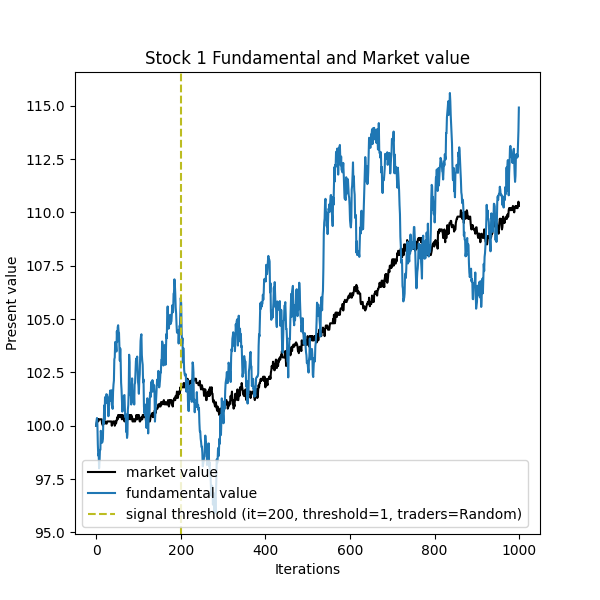 Stock 1 Fundamental and Market value
Present value
115.0
112.5
110.0
107.5
105.0
102.5
100.0
97.5
95.0
market value
fundamental value
signal threshold (it=200, threshold=1, traders=Random)
0 200 400 600 800 1000
Iterations